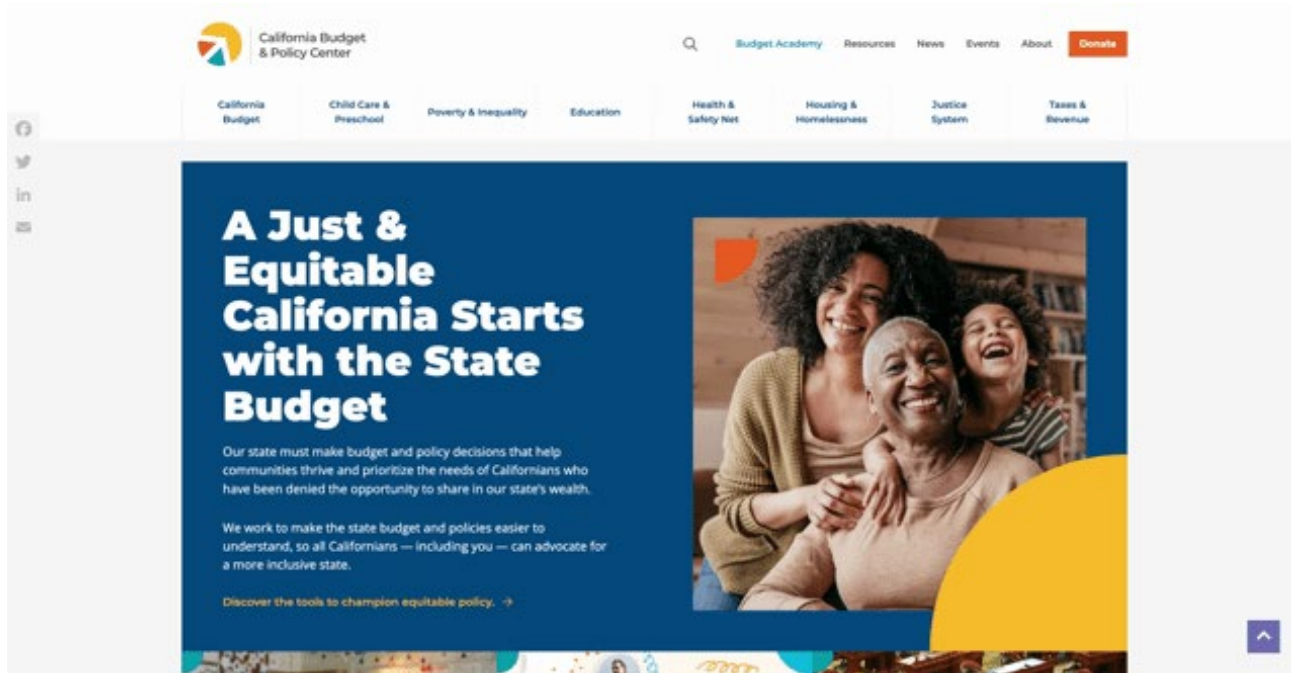 California Budget
& Policy Center
Budget Academy
Resources
News
Events
About
Donate
California
Budget
Child Care &
Preschool
Poverty & Inequality
Education
Health &
Safety Net
Housing &
Homelessness
Justice
System
Taxes &
Revenue
A Just &
Equitable
California Starts
with the State
Budget
Our state must make budget and policy decisions that help
communities thrive and prioritize the needs of Californians who
have been denied the opportunity to share in our state's wealth.
We work to make the state budget and policies easier to
understand, so all Californians — including you — can advocate for
a more inclusive state.
Discover the tools to champion equitable policy. →